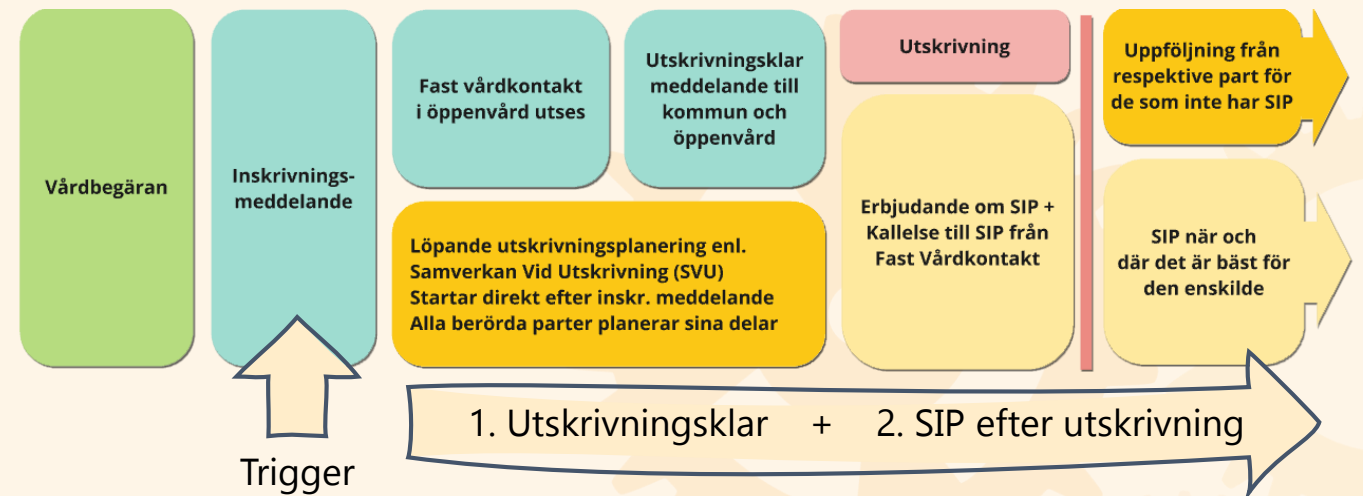 Vårdbegäran
Inskrivnings-
meddelande
Fast vårdkontakt
i öppenvård utses
Utskrivningsklar
meddelande till
kommun och
öppenvård
Löpande utskrivningsplanering enl.
Samverkan Vid Utskrivning (SVU)
Startar direkt efter inskr. meddelande
Alla berörda parter planerar sina delar
Utskrivning
Erbjudande om SIP +
Kallelse till SIP från
Fast Vårdkontakt
Uppföljning från
respektive part för
de som inte har SIP
SIP när och
där det är bäst för
den enskilde
1. Utskrivningsklar + 2. SIP efter utskrivning
Trigger